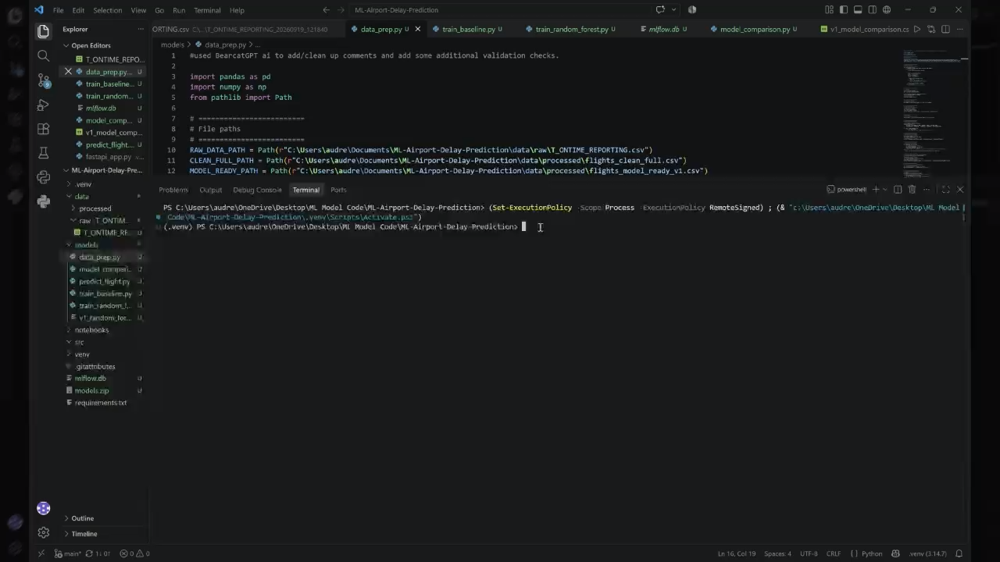 File Edit Selection View Go Run Terminal Help
ML-Airport-Delay-Prediction
Explorer
ORTING.csv C:\...\T_ONTIME_REPORTING_20260919_121840
data_prep.py U
train_baseline.py U
train_random_forest.py U
mlflow.db U
model_comparison.py U
v1_model_comparison.cs
Open Editors
T_ONTIME_REPO...
data_prep.py... U
train_baseline... U
train_random... U
mlflow.db U
model_comp... U
v1_model_comp... U
predict_flight... U
fastapi_app.py U
ML-Airport-Delay-Pre...
.venv
data
processed
raw T_ONTIM...
T_ONTIME_RE...
models
data_prep.py U
model_compari... U
predict_flight.py U
train_baseline.py U
train_random_f... U
v1_random_for... U
notebooks
src
venv
.gitattributes
mlflow.db U
models.zip U
requirements.txt
Outline
Timeline
models > data_prep.py > ...
1 #used BearcatGPT ai to add/clean up comments and add some additional validation checks.
2
3 import pandas as pd
4 import numpy as np
5 from pathlib import Path
6
7 # =========================
8 # File paths
9 # =========================
10 RAW_DATA_PATH = Path(r"C:\Users\audre\Documents\ML-Airport-Delay-Prediction\data\raw\T_ONTIME_REPORTING.csv")
11 CLEAN_FULL_PATH = Path(r"C:\Users\audre\Documents\ML-Airport-Delay-Prediction\data\processed\flights_clean_full.csv")
12 MODEL_READY_PATH = Path(r"C:\Users\audre\Documents\ML-Airport-Delay-Prediction\data\processed\flights_model_ready_v1.csv")
Problems Output Debug Console Terminal Ports
powershell
PS C:\Users\audre\OneDrive\Desktop\ML Model Code\ML-Airport-Delay-Prediction> (Set-ExecutionPolicy -Scope Process -ExecutionPolicy RemoteSigned) ; (& "c:\Users\audre\OneDrive\Desktop\ML Model
Code\ML-Airport-Delay-Prediction\.venv\Scripts\Activate.ps1")
(.venv) PS C:\Users\audre\OneDrive\Desktop\ML Model Code\ML-Airport-Delay-Prediction>
main* 1↓ 0↑ 0 0
Ln 16, Col 19 Spaces: 4 UTF-8 CRLF { } Python .venv (3.14.7)